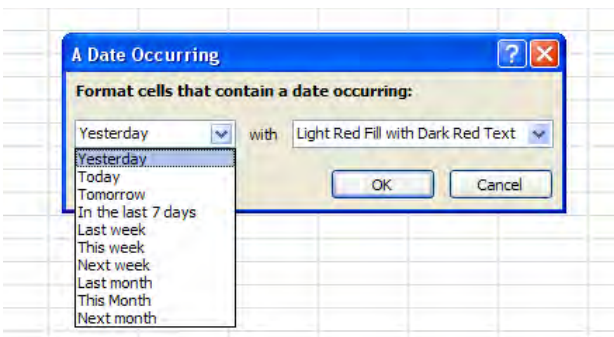 A Date Occurring
Format cells that contain a date occurring:
Yesterday with Light Red Fill with Dark Red Text
Yesterday
Today
Tomorrow
In the last 7 days
Last week
This week
Next week
Last month
This Month
Next month
OK Cancel